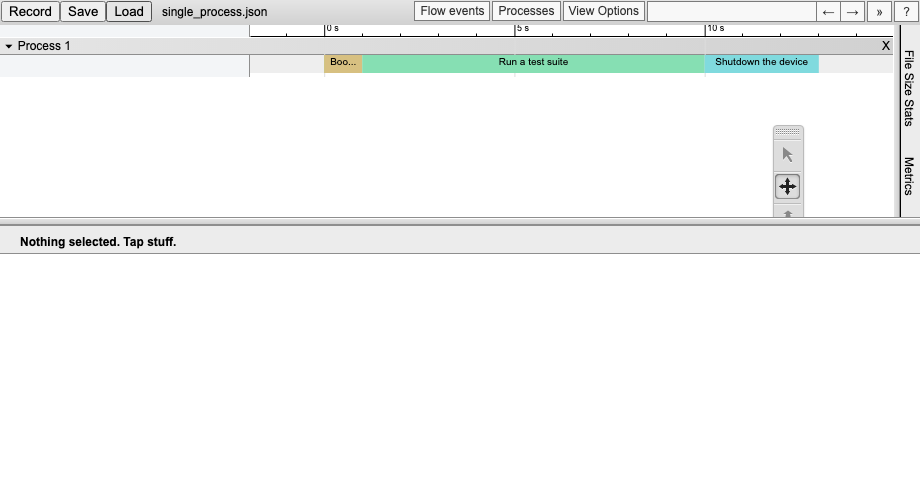 Record Save Load single_process.json Flow events Processes View Options ← → » ?
0 s 5 s 10 s
Process 1 X
Boo... Run a test suite Shutdown the device
File Size Stats
Metrics
Nothing selected. Tap stuff.